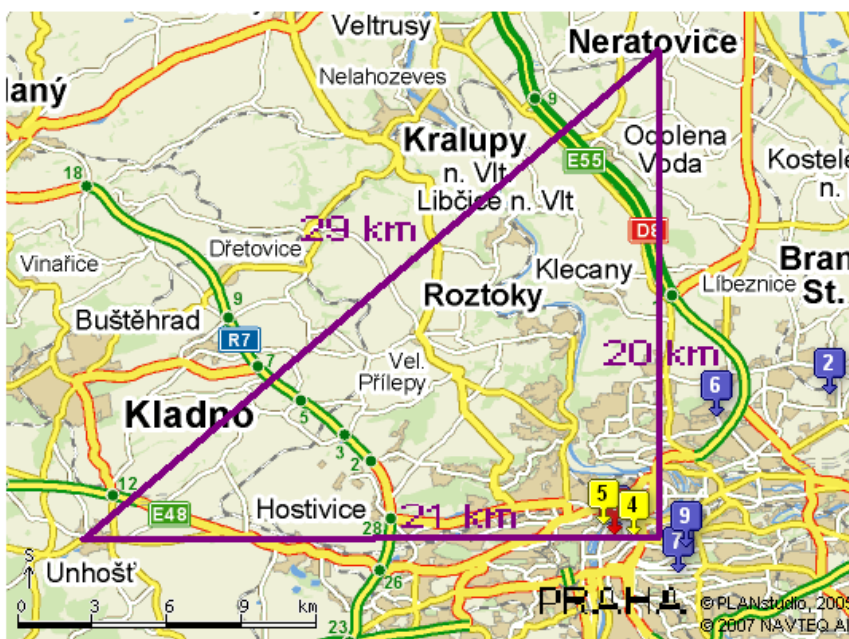 Veltrusy
Neratovice
Nelahozeves
laný
9
Kralupy
n. Vlt
Odolena
Voda
E55
Kostele
n.
18
Libčice n. Vlt
29 km
D8
Dřetovice
Vinařice
Klecany
Bran
St.
Líbeznice
Roztoky
9
Buštěhrad
R7
7
Vel.
Přílepy
20 km
2
6
5
Kladno
3
2
12
E48
Hostivice
28
21 km
5
4
9
7
S
Unhošť
26
PRAHA
0 3 6 9 km
23
© PLANstudio, 2005
© 2007 NAVTEQ Al